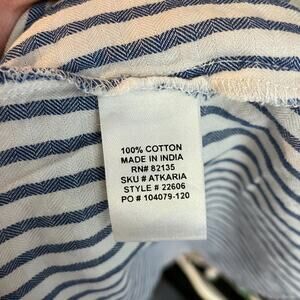 100% COTTON
MADE IN INDIA
RN# 82135
SKU # ATKARIA
STYLE # 22606
PO # 104079-120